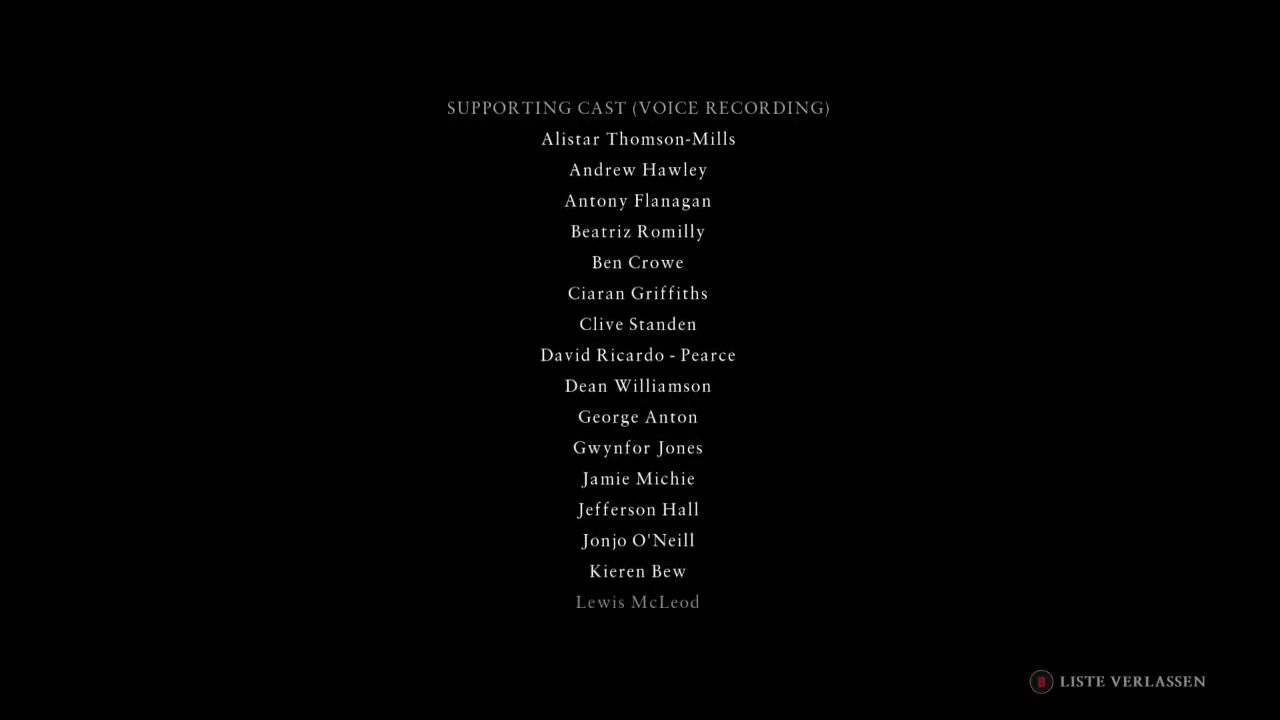 SUPPORTING CAST (VOICE RECORDING)
Alistar Thomson-Mills
Andrew Hawley
Antony Flanagan
Beatriz Romilly
Ben Crowe
Ciaran Griffiths
Clive Standen
David Ricardo - Pearce
Dean Williamson
George Anton
Gwynfor Jones
Jamie Michie
Jefferson Hall
Jonjo O'Neill
Kieren Bew
Lewis McLeod
B LISTE VERLASSEN